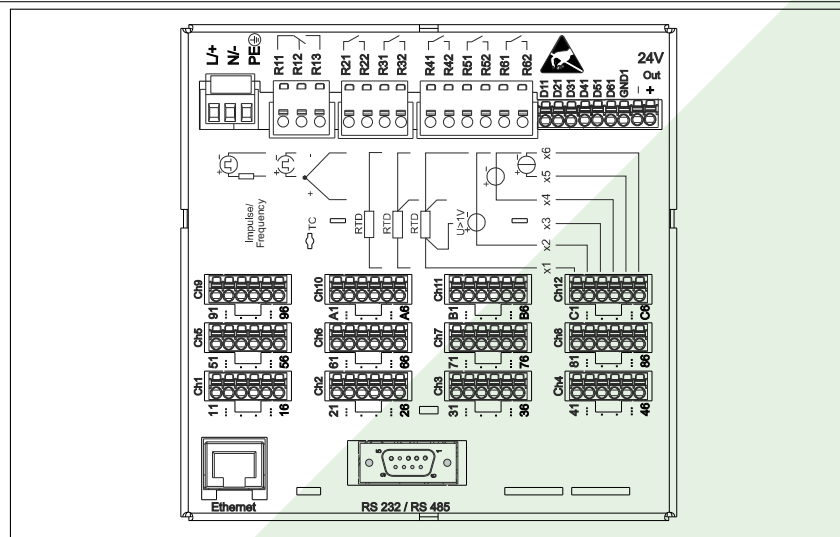 L/+ N/- PE
R11 R12 R13
R21 R22 R31 R32
R41 R42 R51 R52 R61 R62
D11 D21 D31 D41 D51 D61 GND1 - +
24V
Out
+ -
+ -
-
+
Impulse/
Frequency
TC
RTD
RTD
RTD
U>1V
+
+ -
+ -
x6
x5
x4
x3
x2
x1
Ch9
91 ... . . ... 96
Ch10
A1 ... . . ... A6
Ch11
B1 ... . . ... B6
Ch12
C1 ... . . ... C6
Ch5
51 ... . . ... 56
Ch6
61 ... . . ... 66
Ch7
71 ... . . ... 76
Ch8
81 ... . . ... 86
Ch1
11 ... . . ... 16
Ch2
21 ... . . ... 26
Ch3
31 ... . . ... 36
Ch4
41 ... . . ... 46
5 1
9 6
Ethernet
RS 232 / RS 485